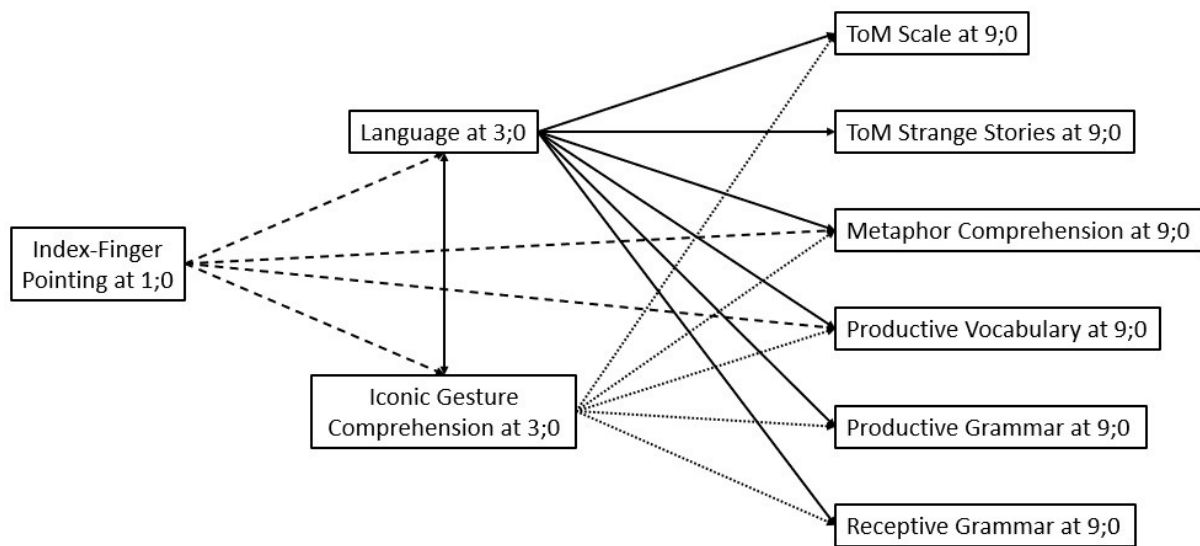 ToM Scale at 9;0
Language at 3;0
ToM Strange Stories at 9;0
Index-Finger
Pointing at 1;0
Metaphor Comprehension at 9;0
Productive Vocabulary at 9;0
Iconic Gesture
Comprehension at 3;0
Productive Grammar at 9;0
Receptive Grammar at 9;0